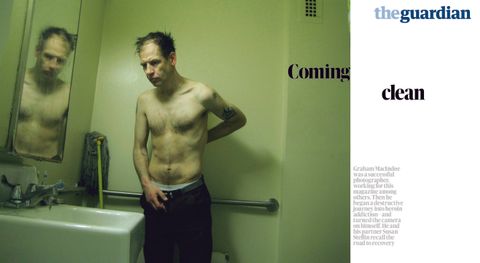 theguardian
Coming
clean
Graham MacIndoe
was a successful
photographer,
working for this
magazine among
others. Then he
began a destructive
journey into heroin
addiction - and
turned the camera
on himself. He and
his partner Susan
Stellin recall the
road to recovery